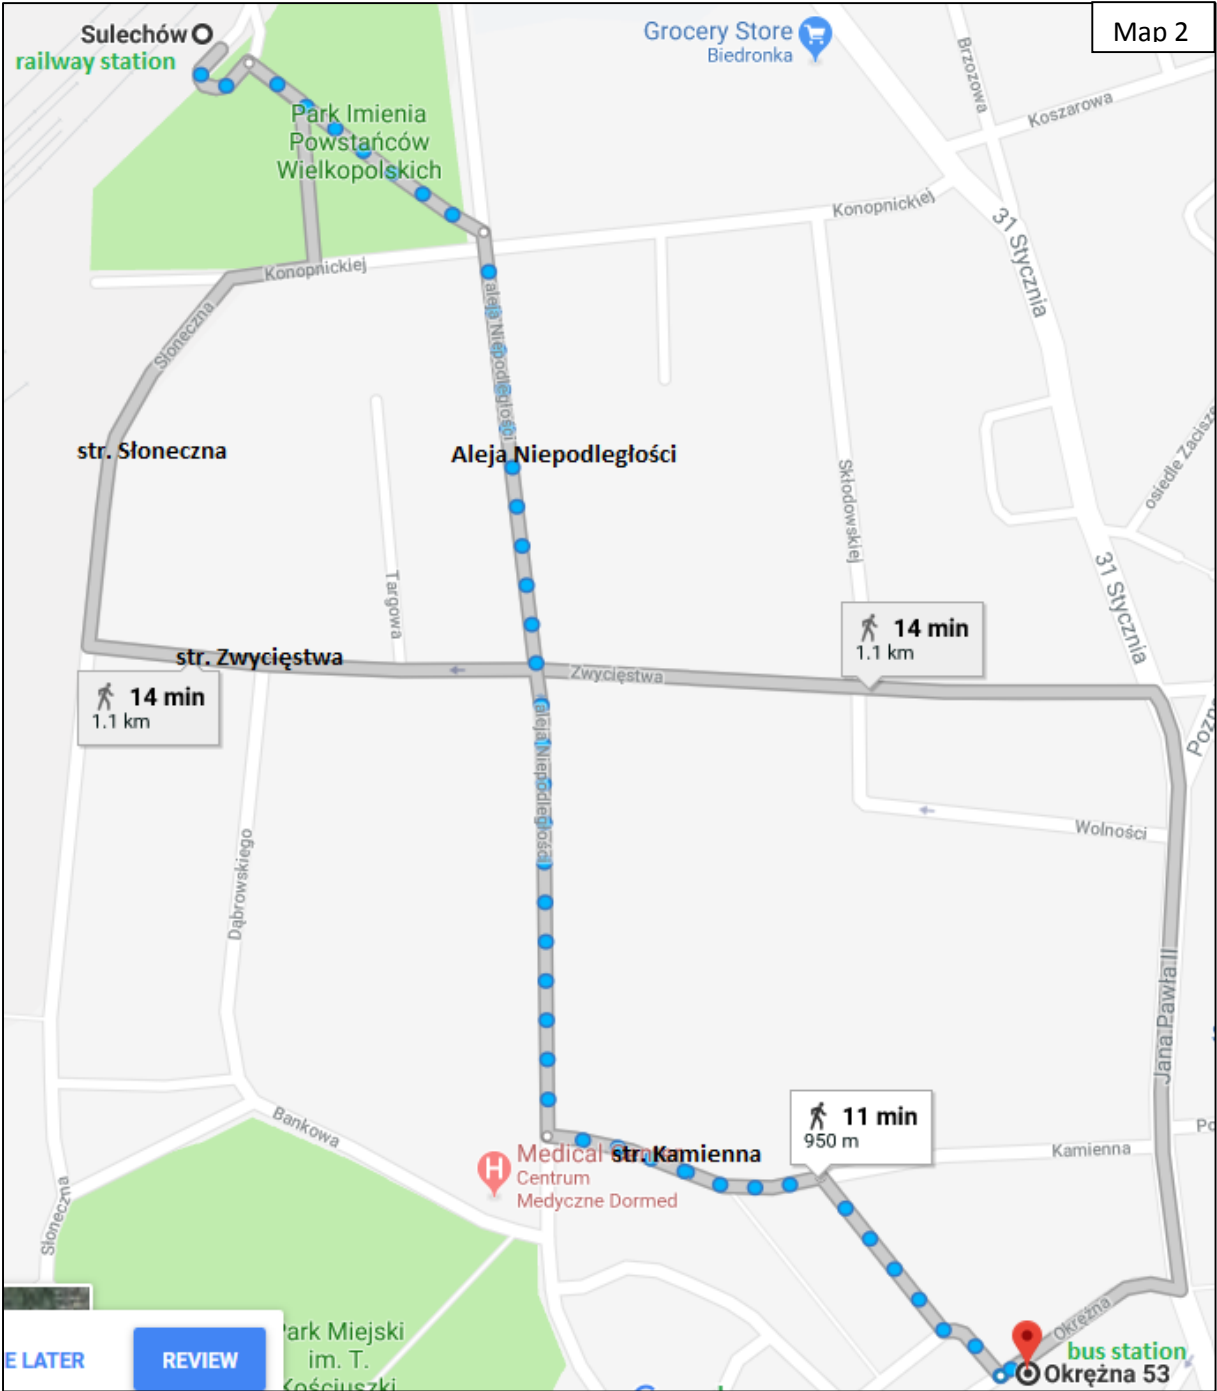 Map 2
Sulechów
railway station
Grocery Store
Biedronka
Brzozowa
Koszarowa
Park Imienia
Powstańców
Wielkopolskich
Konopnickiej
31 Stycznia
Konopnickiej
Słoneczna
aleja Niepodległości
str. Słoneczna
Aleja Niepodległości
osiedle Zacisze
Skłodowskiej
Targowa
31 Stycznia
14 min
1.1 km
str. Zwycięstwa
Zwycięstwa
14 min
1.1 km
aleja Niepodległości
Wolności
Dąbrowskiego
Jana Pawła II
11 min
950 m
Bankowa
Medical
str. Kamienna
Kamienna
Centrum
Medyczne Dormed
Słoneczna
Okrężna
Park Miejski
im. T.
Kościuszki
E LATER
REVIEW
bus station
Okrężna 53